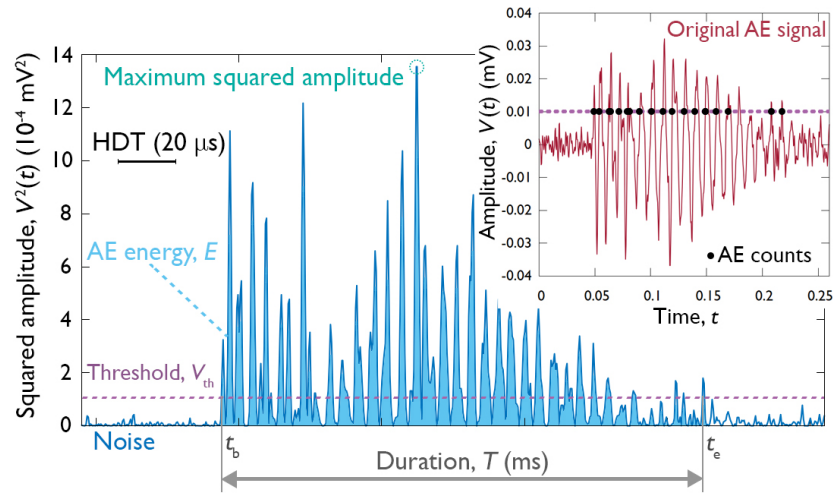 Squared amplitude, V²(t) (10⁻⁴ mV²)
14
12
10
8
6
4
2
0
Maximum squared amplitude
HDT (20 μs)
AE energy, E
Threshold, Vth
Noise
tb
te
Duration, T (ms)
Original AE signal
Amplitude, V(t) (mV)
0.04
0.03
0.02
0.01
0
-0.01
-0.02
-0.03
-0.04
AE counts
0 0.05 0.1 0.15 0.2 0.25
Time, t